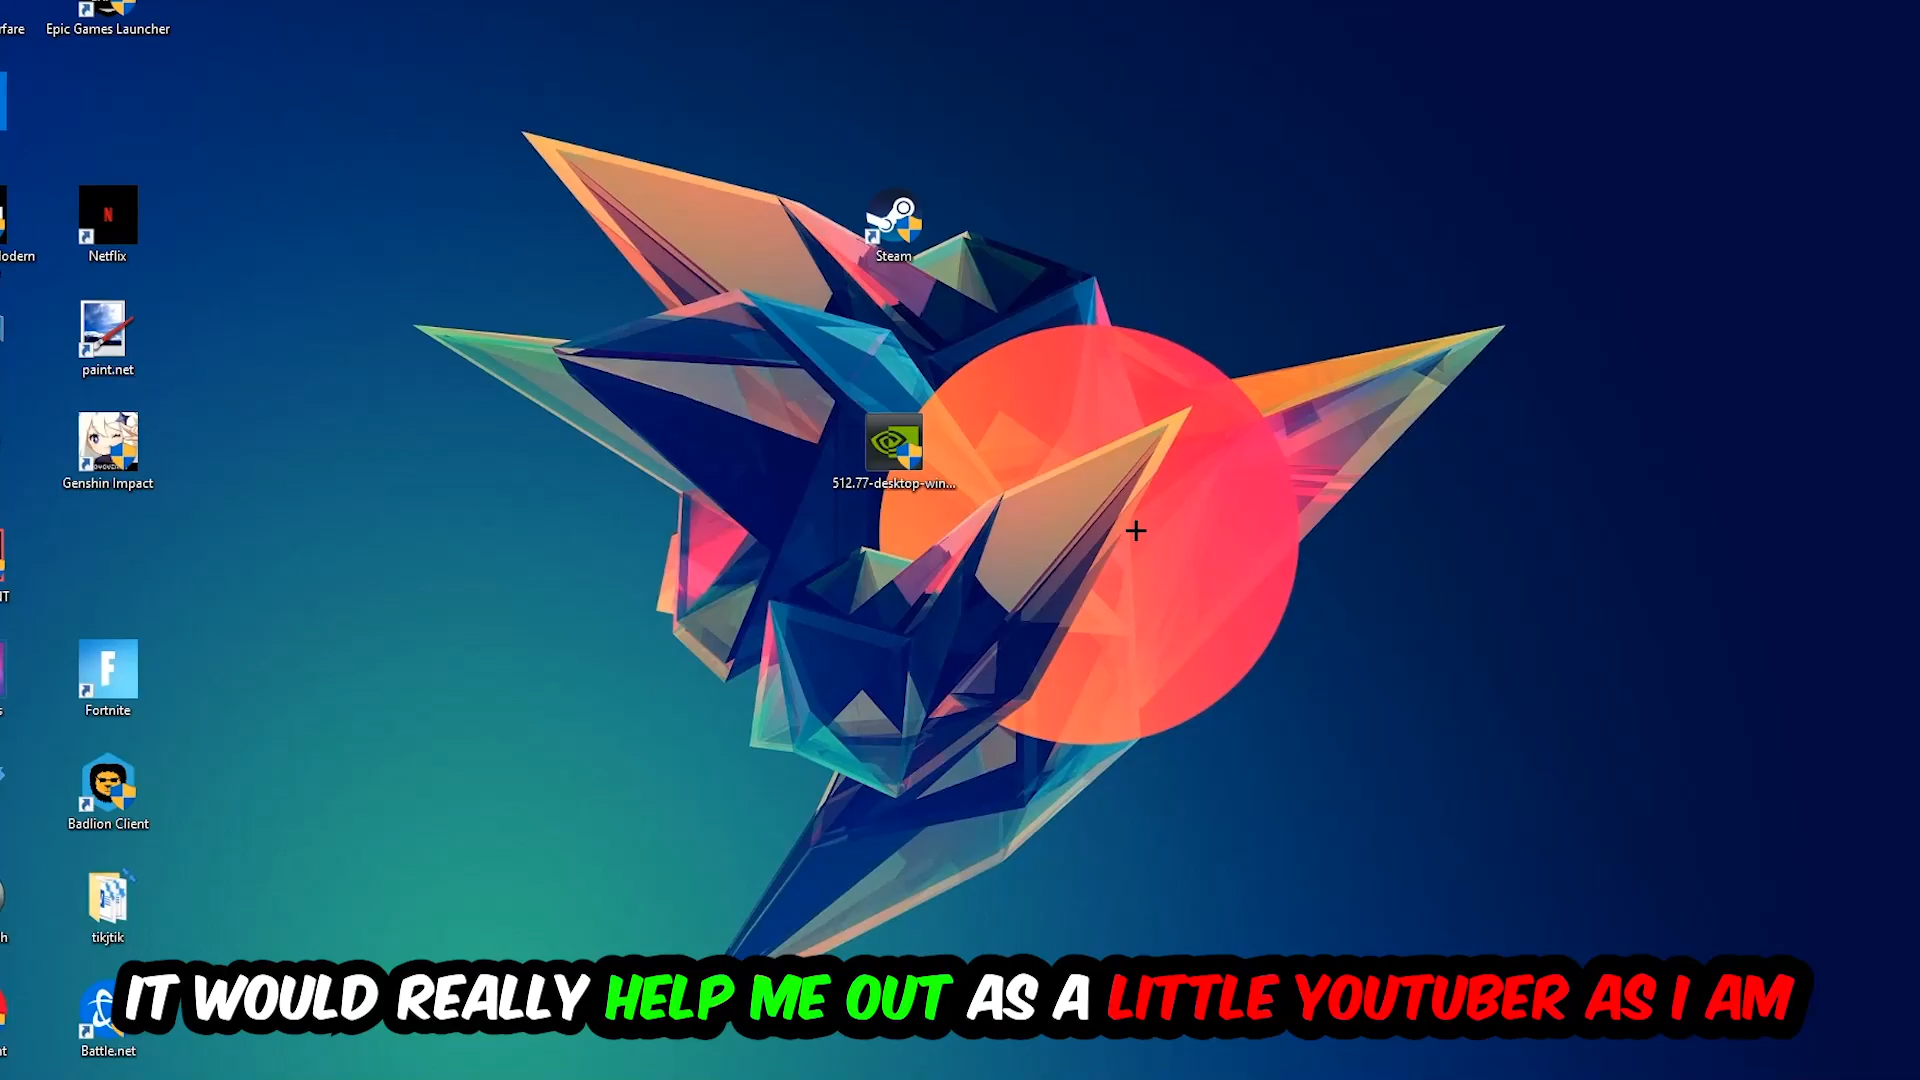 rfare
Epic Games Launcher
N
odern
Netflix
Steam
paint.net
512.77-desktop-win...
Genshin Impact
F
Fortnite
Badlion Client
tikjtik
IT WOULD REALLY HELP ME OUT AS A LITTLE YOUTUBER AS I AM
Battle.net